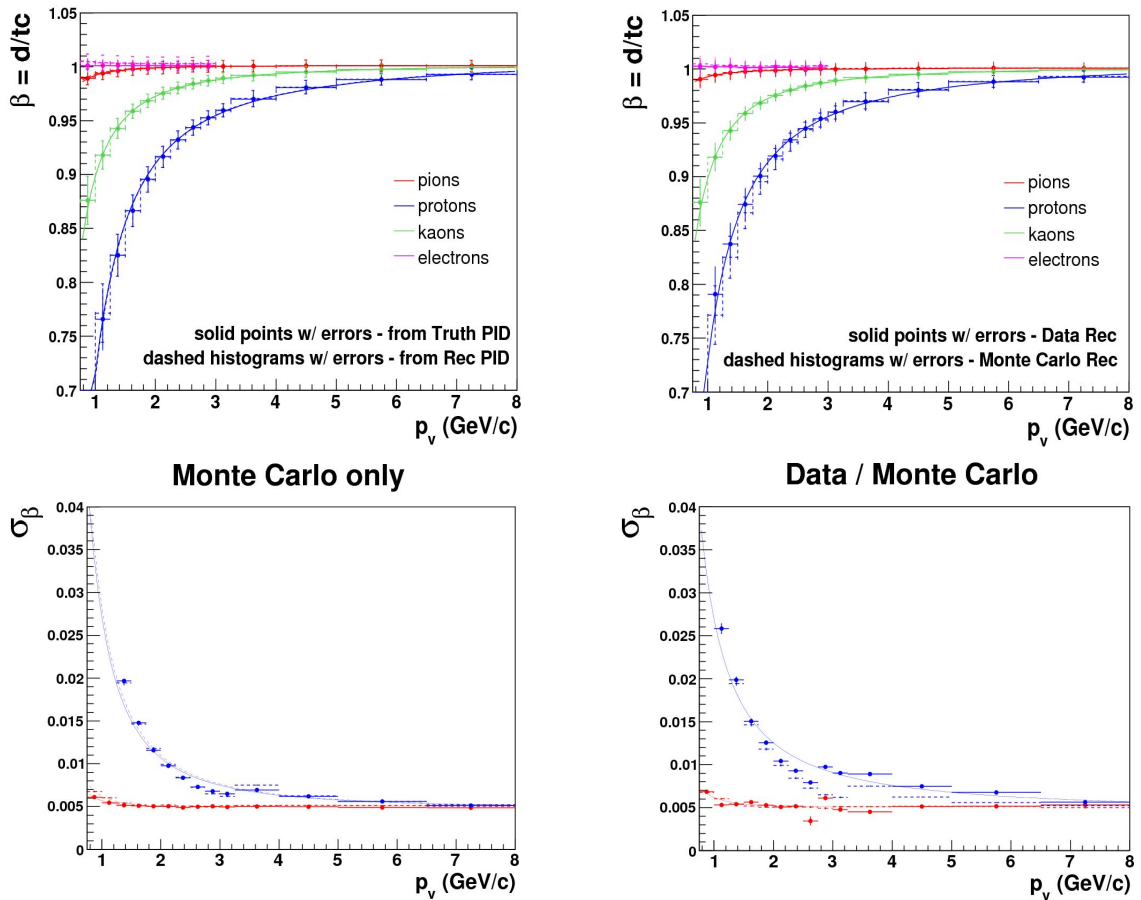 β = d/tc
1.05
1
0.95
0.9
0.85
0.8
0.75
0.7
pions
protons
kaons
electrons
solid points w/ errors - from Truth PID
dashed histograms w/ errors - from Rec PID
1 2 3 4 5 6 7 8
p_v (GeV/c)
β = d/tc
1.05
1
0.95
0.9
0.85
0.8
0.75
0.7
pions
protons
kaons
electrons
solid points w/ errors - Data Rec
dashed histograms w/ errors - Monte Carlo Rec
1 2 3 4 5 6 7 8
p_v (GeV/c)
Monte Carlo only
σ_β
0.04
0.035
0.03
0.025
0.02
0.015
0.01
0.005
0
1 2 3 4 5 6 7 8
p_v (GeV/c)
Data / Monte Carlo
σ_β
0.04
0.035
0.03
0.025
0.02
0.015
0.01
0.005
0
1 2 3 4 5 6 7 8
p_v (GeV/c)